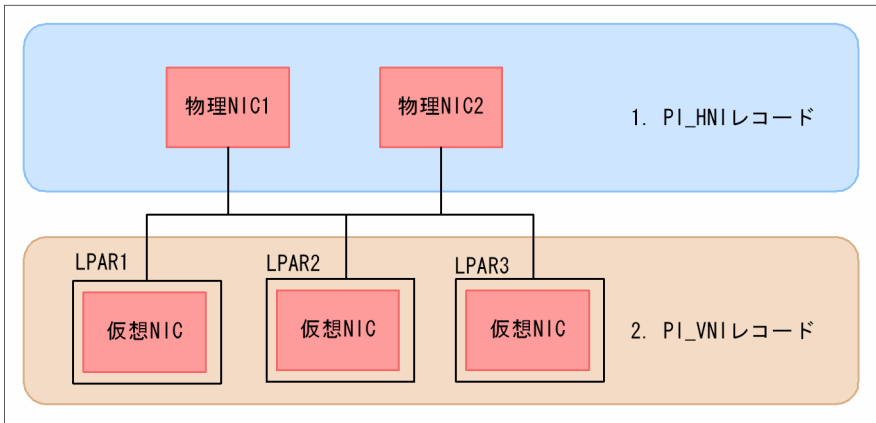 物理NIC1
物理NIC2
1. PI_HNIレコード
LPAR1
LPAR2
LPAR3
仮想NIC
仮想NIC
仮想NIC
2. PI_VNIレコード